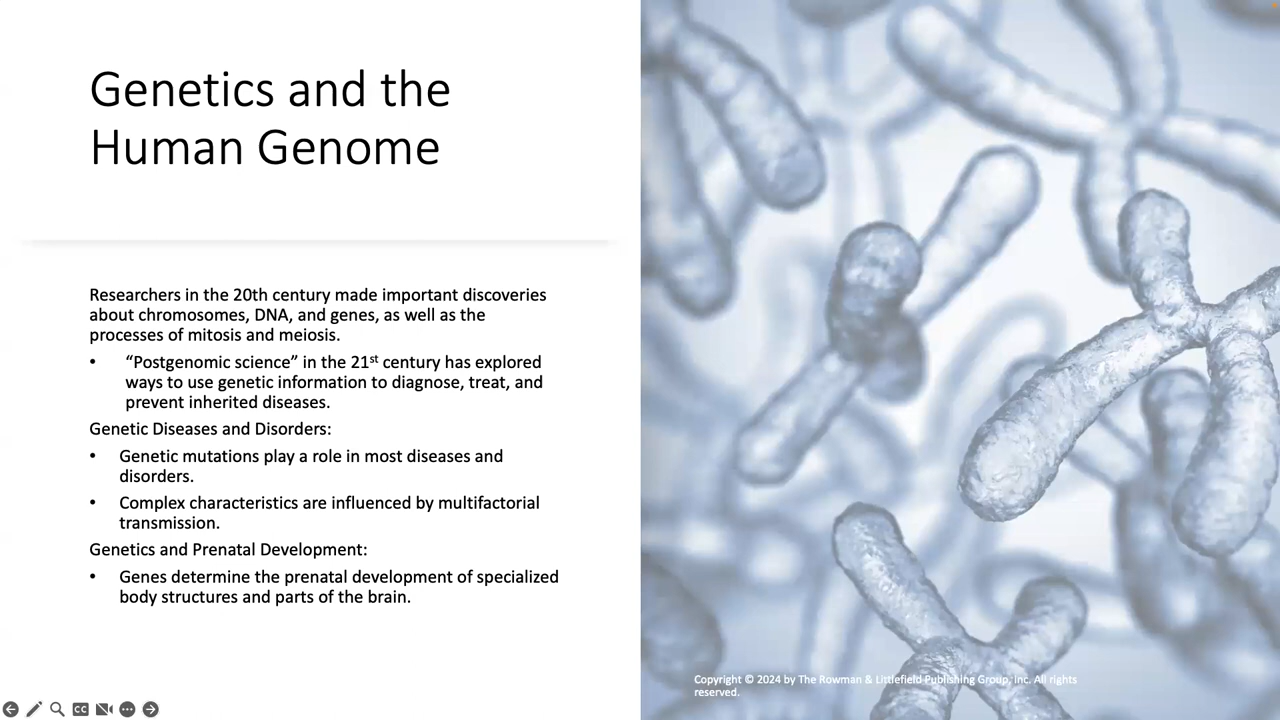 Genetics and the
Human Genome
Researchers in the 20th century made important discoveries
about chromosomes, DNA, and genes, as well as the
processes of mitosis and meiosis.
• “Postgenomic science” in the 21st century has explored
ways to use genetic information to diagnose, treat, and
prevent inherited diseases.
Genetic Diseases and Disorders:
• Genetic mutations play a role in most diseases and
disorders.
• Complex characteristics are influenced by multifactorial
transmission.
Genetics and Prenatal Development:
• Genes determine the prenatal development of specialized
body structures and parts of the brain.
Copyright © 2024 by The Rowman & Littlefield Publishing Group, Inc. All rights
reserved.
CC